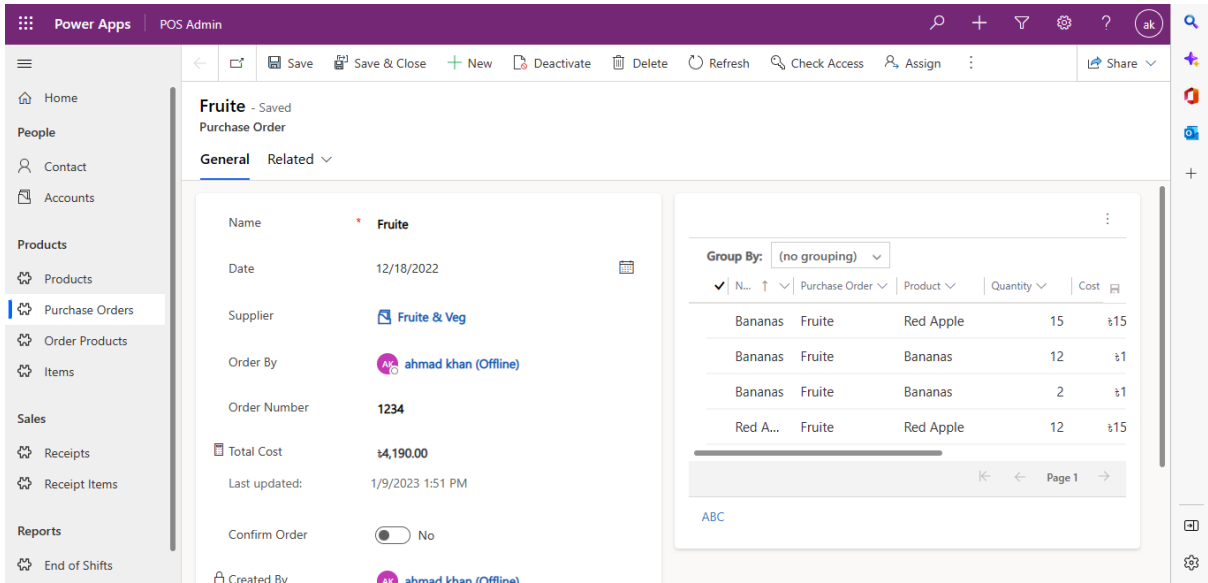 Power Apps POS Admin ak
Save Save & Close New Deactivate Delete Refresh Check Access Assign Share
Home
People
Contact
Accounts
Products
Products
Purchase Orders
Order Products
Items
Sales
Receipts
Receipt Items
Reports
End of Shifts
Fruite - Saved
Purchase Order
General Related
Name * Fruite
Date 12/18/2022
Supplier Fruite & Veg
Order By AK ahmad khan (Offline)
Order Number 1234
Total Cost ৳4,190.00
Last updated: 1/9/2023 1:51 PM
Confirm Order No
Created By AK ahmad khan (Offline)
Group By: (no grouping)
N... ↑ Purchase Order Product Quantity Cost
Bananas Fruite Red Apple 15 ৳15
Bananas Fruite Bananas 12 ৳1
Bananas Fruite Bananas 2 ৳1
Red A... Fruite Red Apple 12 ৳15
Page 1
ABC